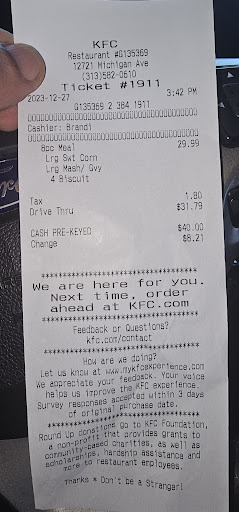 KFC
Restaurant #G135369
12721 Michigan Ave
(313)582-0610
Ticket #1911
2023-12-27 3:42 PM
G135369 2 384 1911
Cashier: Brandi
8cc Meal 29.99
Lrg Swt Corn
Lrg Mash/ Gvy
4 Biscuit
Tax 1.80
Drive Thru $31.79
CASH PRE-KEYED $40.00
Change $8.21
****************************
We are here for you.
Next time, order
ahead at KFC.com
****************************
Feedback or Questions?
kfc.com/contact
****************************
How are we doing?
Let us know at www.mykfcexperience.com
We appreciate your feedback. Your voice
helps us improve the KFC experience.
Survey responses accepted within 3 days
of original purchase date.
****************************
Round Up donations go to KFC Foundation,
a non-profit that provides grants to
community-based charities, as well as
scholarships, hardship assistance and
more to restaurant employees.
Thanks * Don't be a Stranger!